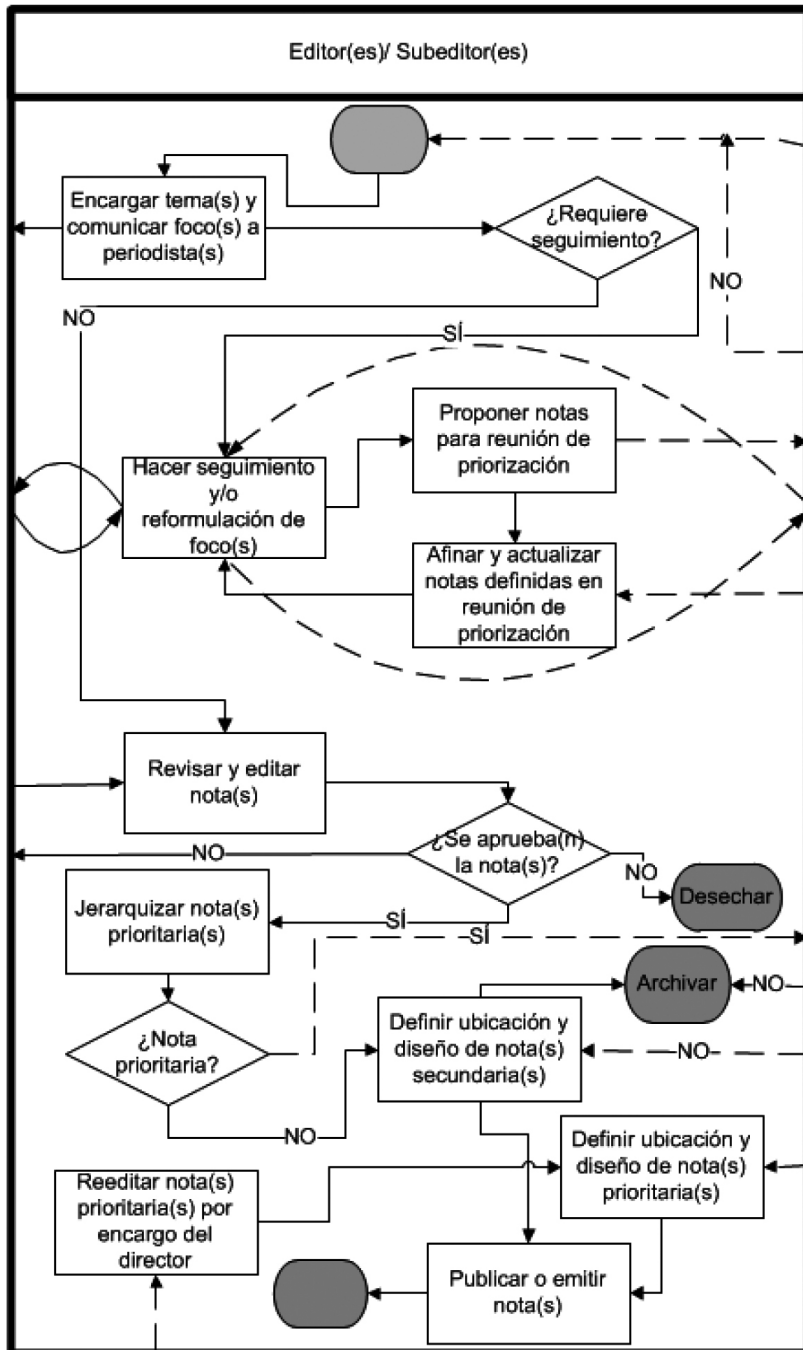 Editor(es)/ Subeditor(es)
Encargar tema(s) y
comunicar foco(s) a
periodista(s)
¿Requiere
seguimiento?
NO
NO
SÍ
Proponer notas
para reunión de
priorización
Hacer seguimiento
y/o
reformulación de
foco(s)
Afinar y actualizar
notas definidas en
reunión de
priorización
Revisar y editar
nota(s)
¿Se aprueba(n)
la nota(s)?
NO
NO
Desechar
Jerarquizar nota(s)
prioritaria(s)
SÍ
SÍ
Archivar
NO
¿Nota
prioritaria?
Definir ubicación y
diseño de nota(s)
secundaria(s)
NO
NO
Definir ubicación y
diseño de nota(s)
prioritaria(s)
Reeditar nota(s)
prioritaria(s) por
encargo del
director
Publicar o emitir
nota(s)